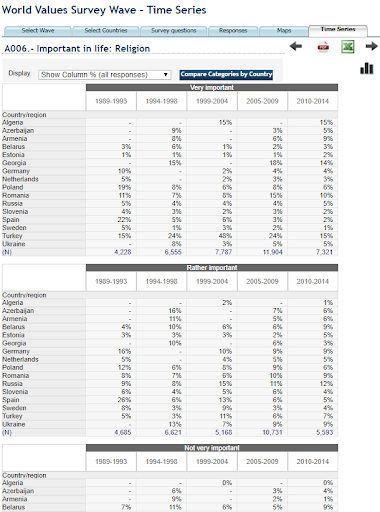 World Values Survey Wave - Time Series
Select Wave Select Countries Survey questions Responses Maps Time Series
A006.- Important in life: Religion
Display Show Column % (all responses) Compare Categories by Country
Very important
1989-1993 1994-1998 1999-2004 2005-2009 2010-2014
Country/region
Algeria - - 15% - 15%
Azerbaijan - 9% - 3% 5%
Armenia - 8% - 6% 9%
Belarus 3% 6% 1% 2% 3%
Estonia 1% 1% 1% 1% 2%
Georgia - 15% - 18% 14%
Germany 10% - 2% 4% 4%
Netherlands 5% - 2% 3% 3%
Poland 19% 8% 6% 8% 6%
Romania 11% 7% 8% 15% 10%
Russia 5% 4% 4% 4% 5%
Slovenia 4% 3% 2% 3% 2%
Spain 22% 5% 6% 3% 2%
Sweden 5% 1% 3% 2% 1%
Turkey 15% 24% 48% 24% 15%
Ukraine - 8% 3% 5% 5%
(N) 4,228 6,555 7,787 11,904 7,321
Rather important
1989-1993 1994-1998 1999-2004 2005-2009 2010-2014
Country/region
Algeria - - 2% - 1%
Azerbaijan - 16% - 7% 6%
Armenia - 11% - 5% 6%
Belarus 4% 10% 6% 6% 9%
Estonia 3% 3% 3% 2% 5%
Georgia - 10% - 6% 3%
Germany 16% - 10% 9% 9%
Netherlands 5% - 4% 5% 5%
Poland 12% 6% 8% 9% 6%
Romania 8% 7% 6% 10% 9%
Russia 9% 8% 15% 11% 12%
Slovenia 6% 4% 5% 6% 4%
Spain 26% 6% 13% 6% 5%
Sweden 8% 3% 9% 3% 4%
Turkey 5% 3% 11% 6% 7%
Ukraine - 13% 7% 9% 9%
(N) 4,685 6,621 5,168 10,731 5,593
Not very important
1989-1993 1994-1998 1999-2004 2005-2009 2010-2014
Country/region
Algeria - - 0% - 0%
Azerbaijan - 6% - 3% 4%
Armenia - 9% - 2% 1%
Belarus 7% 11% 6% 5% 9%